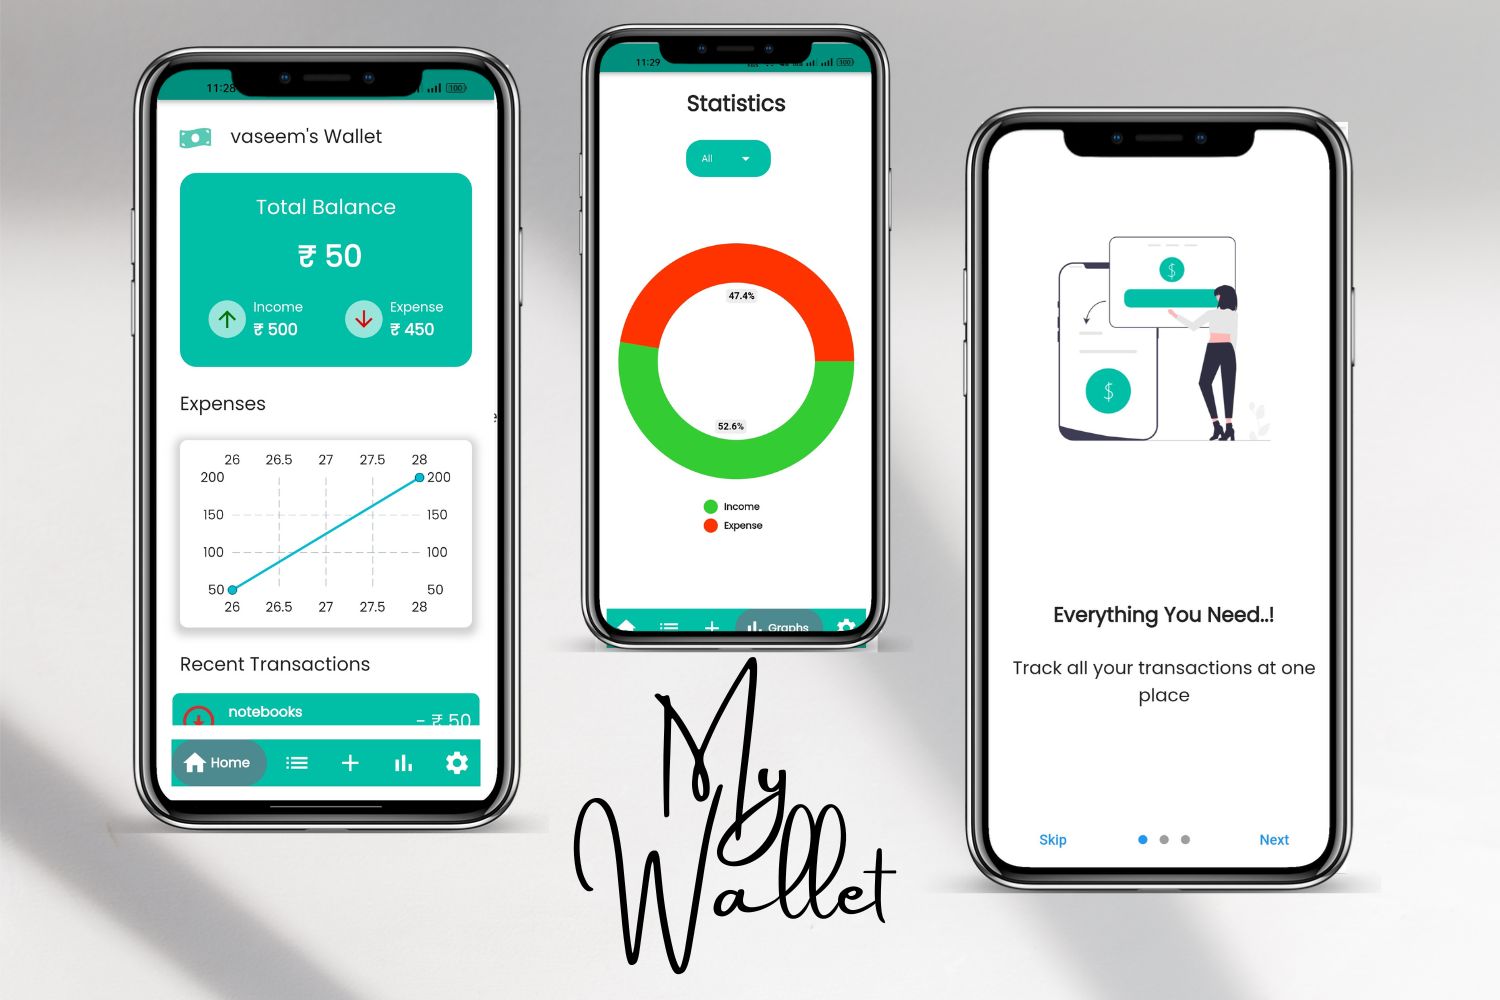 11:28
100
vaseem's Wallet
Total Balance
₹ 50
Income
₹ 500
Expense
₹ 450
Expenses
26 26.5 27 27.5 28
200 200
150 150
100 100
50 50
26 26.5 27 27.5 28
Recent Transactions
notebooks
- ₹ 50
Home
11:29
100
Statistics
All
47.4%
52.6%
Income
Expense
Graphs
My
Wallet
$
$
Everything You Need..!
Track all your transactions at one
place
Skip
Next